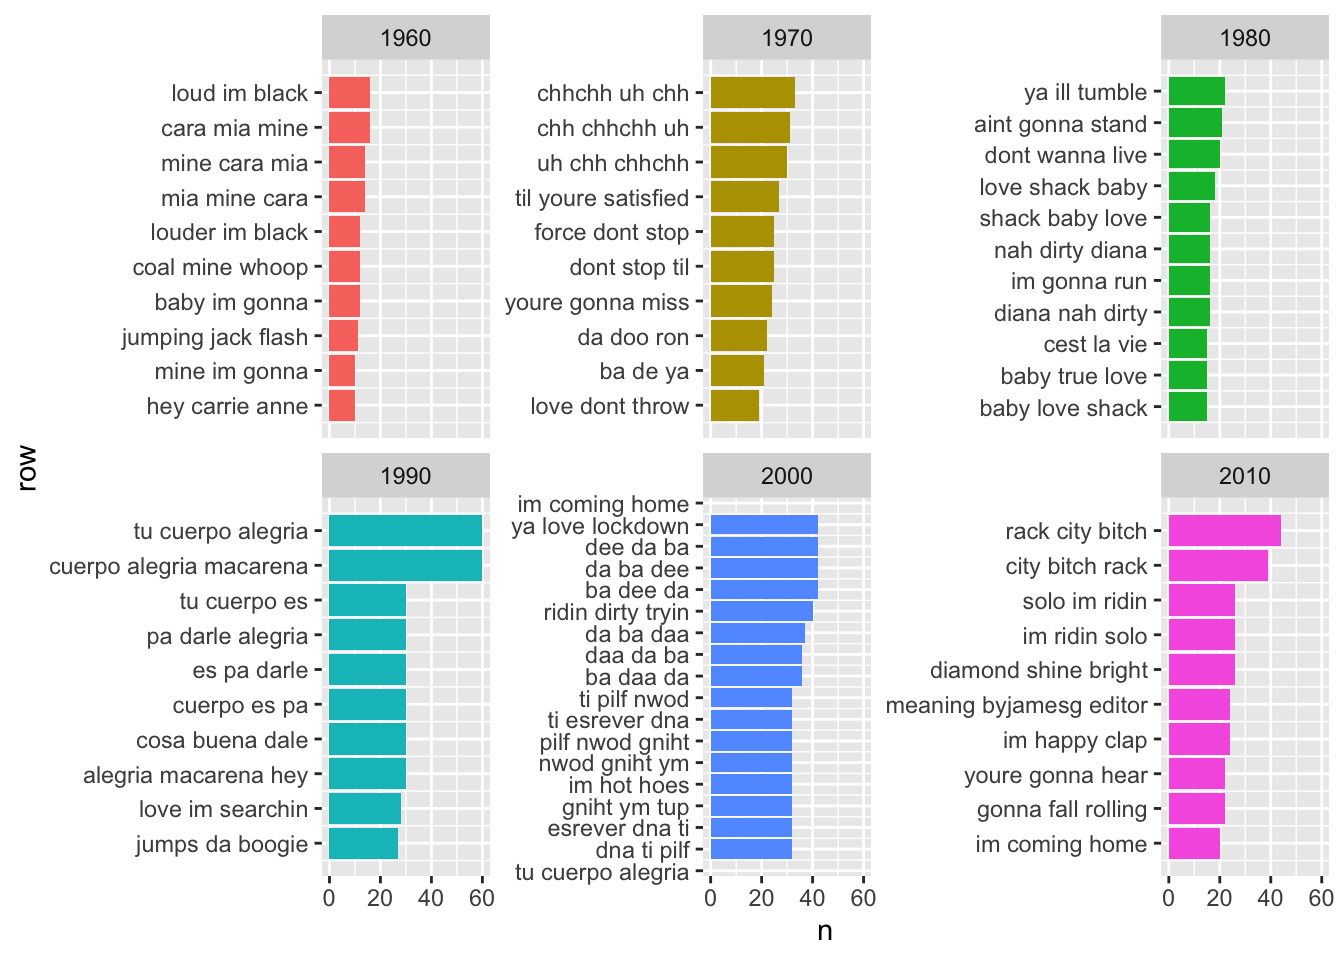 1960
loud im black
cara mia mine
mine cara mia
mia mine cara
louder im black
coal mine whoop
baby im gonna
jumping jack flash
mine im gonna
hey carrie anne
1970
chhchh uh chh
chh chhchh uh
uh chh chhchh
til youre satisfied
force dont stop
dont stop til
youre gonna miss
da doo ron
ba de ya
love dont throw
1980
ya ill tumble
aint gonna stand
dont wanna live
love shack baby
shack baby love
nah dirty diana
im gonna run
diana nah dirty
cest la vie
baby true love
baby love shack
row
1990
tu cuerpo alegria
cuerpo alegria macarena
tu cuerpo es
pa darle alegria
es pa darle
cuerpo es pa
cosa buena dale
alegria macarena hey
love im searchin
jumps da boogie
0 20 40 60
2000
im coming home
ya love lockdown
dee da ba
da ba dee
ba dee da
ridin dirty tryin
da ba daa
daa da ba
ba daa da
ti pilf nwod
ti esrever dna
pilf nwod gniht
nwod gniht ym
im hot hoes
gniht ym tup
esrever dna ti
dna ti pilf
tu cuerpo alegria
0 20 40 60
2010
rack city bitch
city bitch rack
solo im ridin
im ridin solo
diamond shine bright
meaning byjamesg editor
im happy clap
youre gonna hear
gonna fall rolling
im coming home
0 20 40 60
n